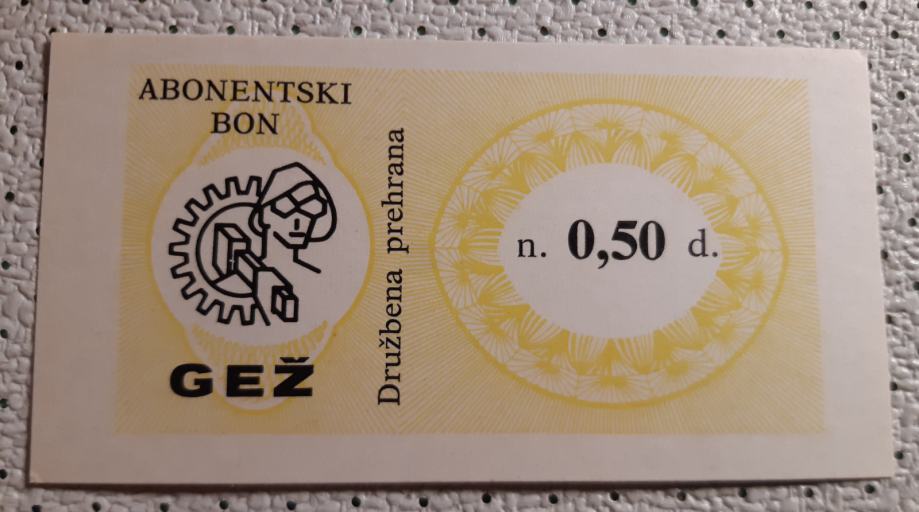 ABONENTSKI
BON
GEŽ
Družbena prehrana
n. 0,50 d.